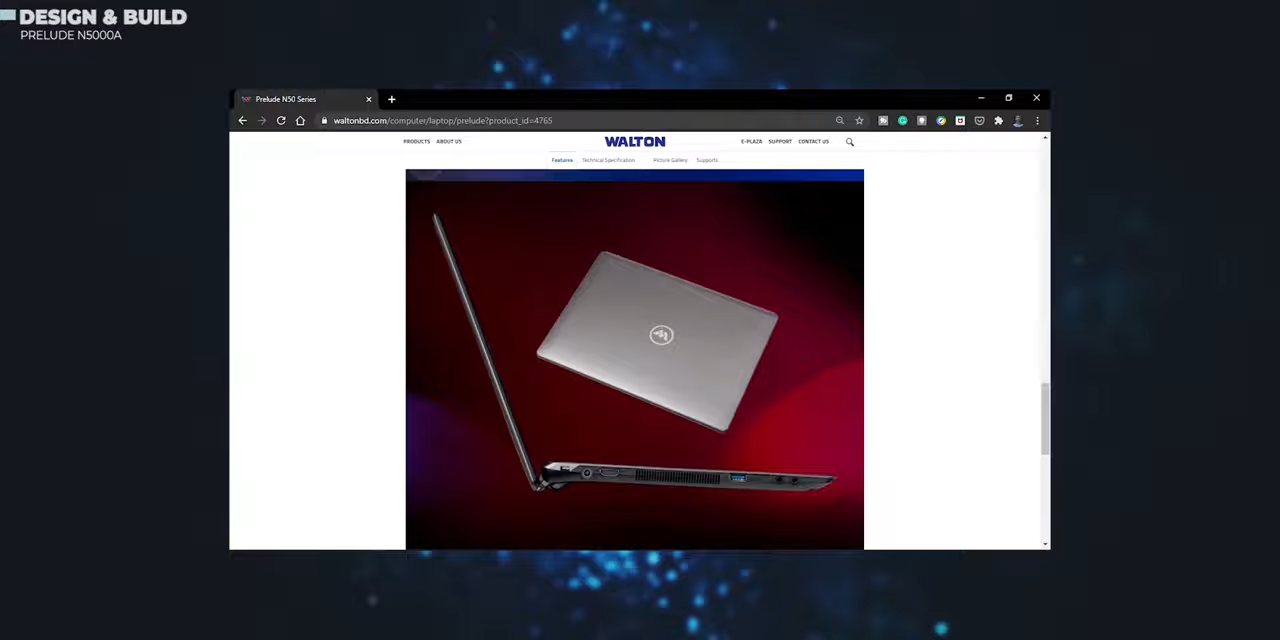 DESIGN & BUILD
PRELUDE N5000A
Prelude N50 Series
waltonbd.com/computer/laptop/prelude?product_id=4765
PRODUCTS ABOUT US WALTON E-PLAZA SUPPORT CONTACT US
Features Technical Specification Picture Gallery Supports